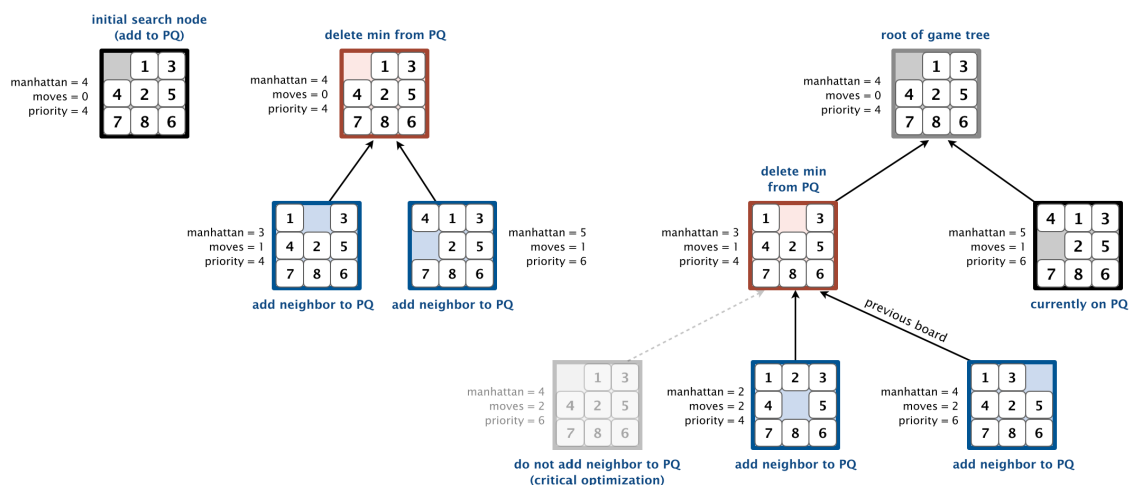 initial search node
(add to PQ)
manhattan = 4
moves = 0
priority = 4
1 3
4 2 5
7 8 6
delete min from PQ
manhattan = 4
moves = 0
priority = 4
1 3
4 2 5
7 8 6
manhattan = 3
moves = 1
priority = 4
1 3
4 2 5
7 8 6
add neighbor to PQ
4 1 3
2 5
7 8 6
manhattan = 5
moves = 1
priority = 6
add neighbor to PQ
root of game tree
manhattan = 4
moves = 0
priority = 4
1 3
4 2 5
7 8 6
delete min
from PQ
manhattan = 3
moves = 1
priority = 4
1 3
4 2 5
7 8 6
manhattan = 5
moves = 1
priority = 6
4 1 3
2 5
7 8 6
currently on PQ
previous board
manhattan = 4
moves = 2
priority = 6
1 3
4 2 5
7 8 6
do not add neighbor to PQ
(critical optimization)
manhattan = 2
moves = 2
priority = 4
1 2 3
4 5
7 8 6
add neighbor to PQ
manhattan = 4
moves = 2
priority = 6
1 3
4 2 5
7 8 6
add neighbor to PQ